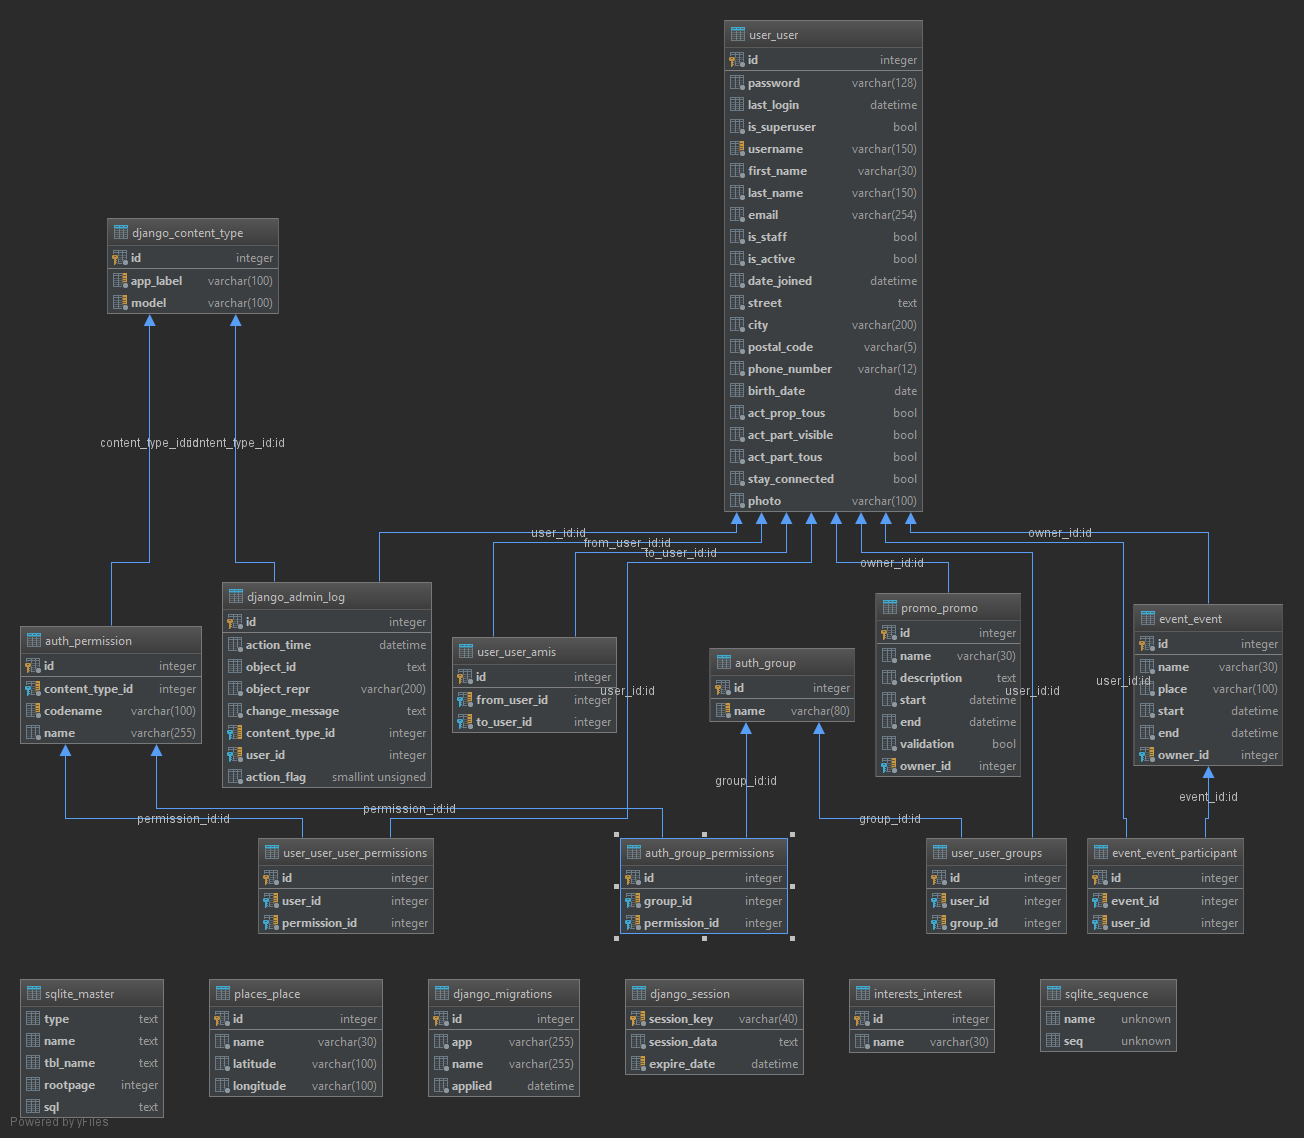 user_user
id integer
password varchar(128)
last_login datetime
is_superuser bool
username varchar(150)
first_name varchar(30)
last_name varchar(150)
email varchar(254)
is_staff bool
is_active bool
date_joined datetime
street text
city varchar(200)
postal_code varchar(5)
phone_number varchar(12)
birth_date date
act_prop_tous bool
act_part_visible bool
act_part_tous bool
stay_connected bool
photo varchar(100)
django_content_type
id integer
app_label varchar(100)
model varchar(100)
content_type_id:id
content_type_id:id
user_id:id
from_user_id:id
to_user_id:id
owner_id:id
owner_id:id
django_admin_log
id integer
action_time datetime
object_id text
object_repr varchar(200)
change_message text
content_type_id integer
user_id integer
action_flag smallint unsigned
auth_permission
id integer
content_type_id integer
codename varchar(100)
name varchar(255)
user_user_amis
id integer
from_user_id integer
to_user_id integer
user_id:id
auth_group
id integer
name varchar(80)
promo_promo
id integer
name varchar(30)
description text
start datetime
end datetime
validation bool
owner_id integer
user_id:id
user_id:id
event_event
id integer
name varchar(30)
place varchar(100)
start datetime
end datetime
owner_id integer
group_id:id
event_id:id
permission_id:id
permission_id:id
group_id:id
user_user_user_permissions
id integer
user_id integer
permission_id integer
auth_group_permissions
id integer
group_id integer
permission_id integer
user_user_groups
id integer
user_id integer
group_id integer
event_event_participant
id integer
event_id integer
user_id integer
sqlite_master
type text
name text
tbl_name text
rootpage integer
sql text
places_place
id integer
name varchar(30)
latitude varchar(100)
longitude varchar(100)
django_migrations
id integer
app varchar(255)
name varchar(255)
applied datetime
django_session
session_key varchar(40)
session_data text
expire_date datetime
interests_interest
id integer
name varchar(30)
sqlite_sequence
name unknown
seq unknown
Powered by yFiles